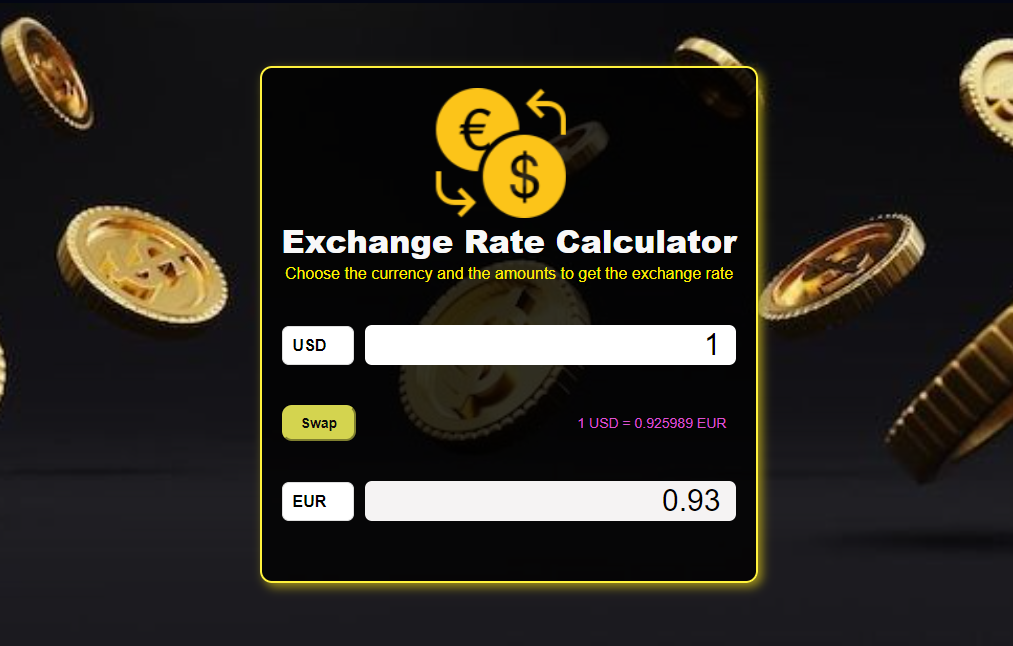 €
$
Exchange Rate Calculator
Choose the currency and the amounts to get the exchange rate
USD 1
Swap 1 USD = 0.925989 EUR
EUR 0.93